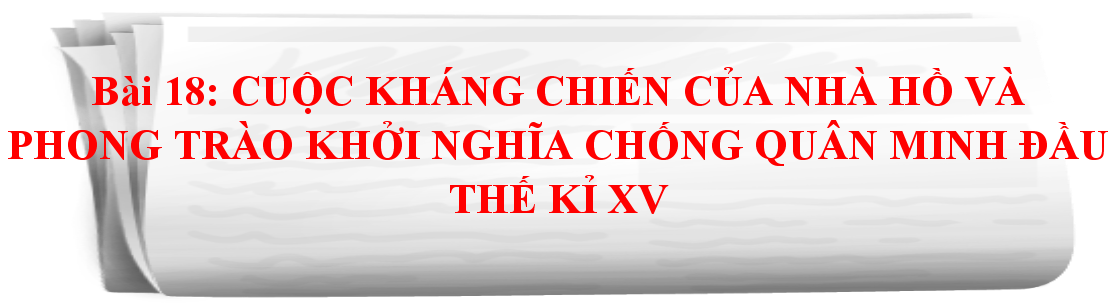 Bài 18: CUỘC KHÁNG CHIẾN CỦA NHÀ HỒ VÀ
PHONG TRÀO KHỞI NGHĨA CHỐNG QUÂN MINH ĐẦU
THẾ KỈ XV